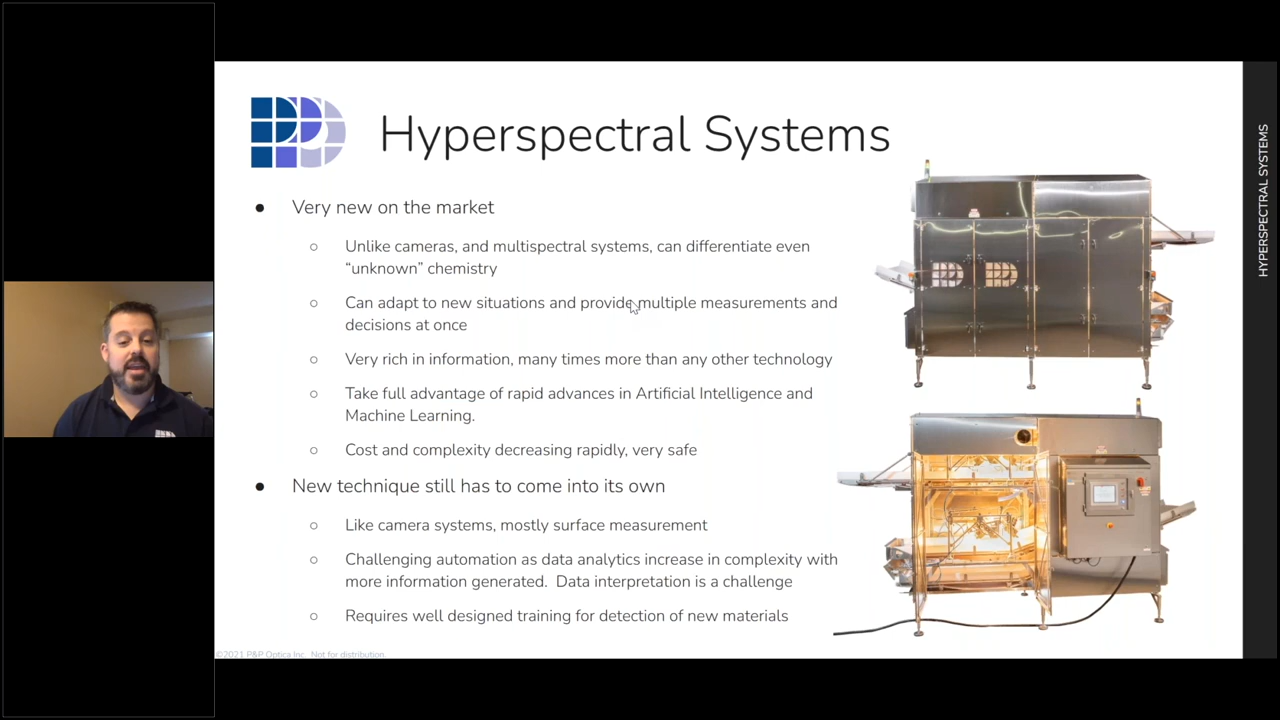 Hyperspectral Systems
● Very new on the market
○ Unlike cameras, and multispectral systems, can differentiate even
“unknown” chemistry
○ Can adapt to new situations and provide multiple measurements and
decisions at once
○ Very rich in information, many times more than any other technology
○ Take full advantage of rapid advances in Artificial Intelligence and
Machine Learning.
○ Cost and complexity decreasing rapidly, very safe
● New technique still has to come into its own
○ Like camera systems, mostly surface measurement
○ Challenging automation as data analytics increase in complexity with
more information generated.  Data interpretation is a challenge
○ Requires well designed training for detection of new materials
©2021 P&P Optica Inc.  Not for distribution.
HYPERSPECTRAL SYSTEMS